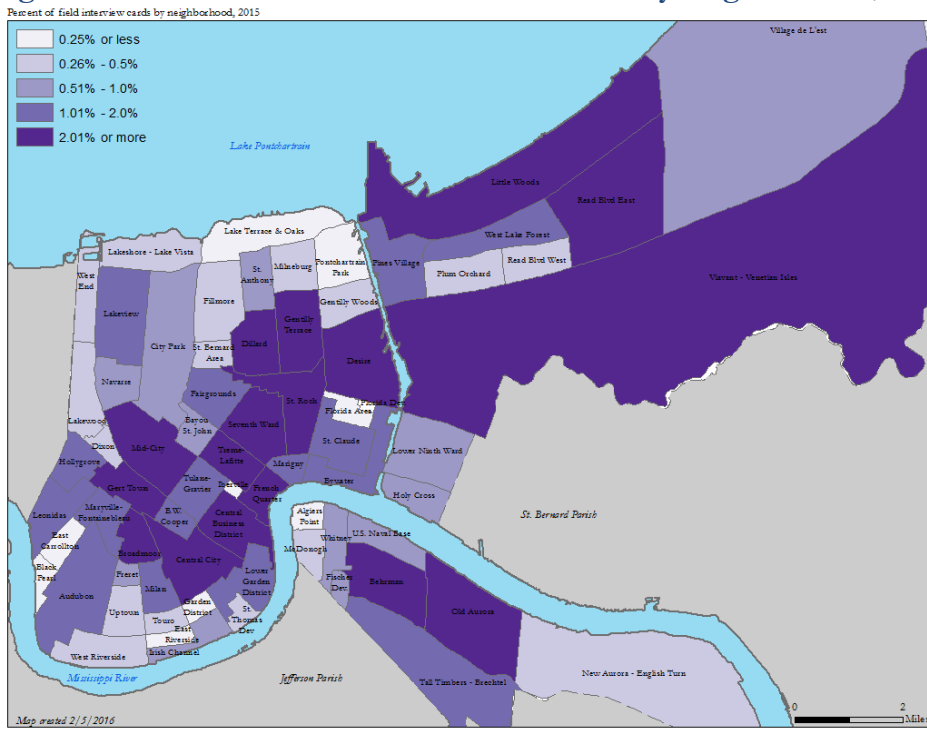 Percent of field interview cards by neighborhood, 2015
0.25% or less
0.26% - 0.5%
0.51% - 1.0%
1.01% - 2.0%
2.01% or more
Village de L'est
Lake Pontchartrain
Little Woods
Read Blvd East
Lake Terrace & Oaks
West Lake Forest
Lakeshore - Lake Vista
St.
Anthony
Milneburg
Pontchartrain
Park
Pines Village
Plum Orchard
Read Blvd West
West
End
Viavant - Venetian Isles
Fillmore
Gentilly Woods
Lakeview
Gentilly
Terrace
City Park
St. Bernard
Area
Dillard
Desire
Navarre
Fairgrounds
St. Roch
Florida Area
Florida Dev
Lakewood
Bayou
St. John
Seventh Ward
Dixon
Mid-City
St. Claude
Lower Ninth Ward
Hollygrove
Treme-
Lafitte
Marigny
Gert Town
Tulane-
Gravier
Iberville
French
Quarter
Bywater
Holy Cross
Leonidas
Maryville-
Fontainebleau
B.W.
Cooper
Central
Business
District
Algiers
Point
St. Bernard Parish
East
Carrollton
Whitney
U.S. Naval Base
Broadmoor
Central City
McDonogh
Black
Pearl
Freret
Lower
Garden
District
Fischer
Dev
Behrman
Audubon
Milan
Uptown
Garden
District
St.
Thomas
Dev
Old Aurora
Touro
East
Riverside
West Riverside
Irish Channel
Mississippi River
Jefferson Parish
Tall Timbers - Brechtel
New Aurora - English Turn
0
2
Miles
Map created 2/5/2016